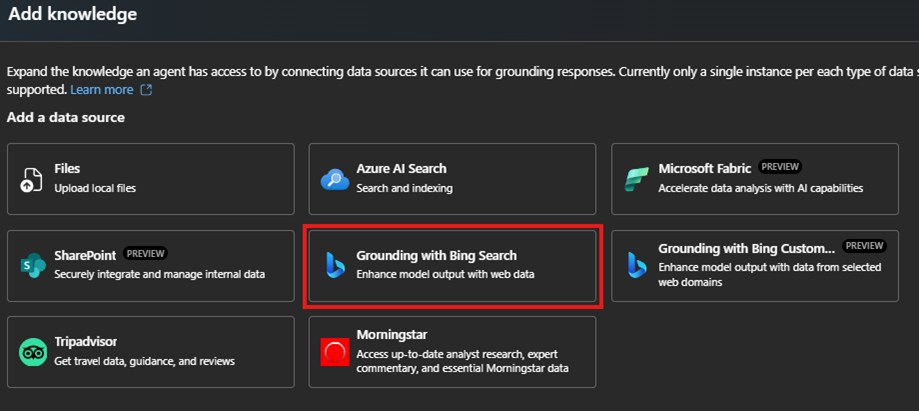 Add knowledge
Expand the knowledge an agent has access to by connecting data sources it can use for grounding responses. Currently only a single instance per each type of data
supported. Learn more
Add a data source
Files
Upload local files
Azure AI Search
Search and indexing
Microsoft Fabric PREVIEW
Accelerate data analysis with AI capabilities
SharePoint PREVIEW
Securely integrate and manage internal data
Grounding with Bing Search
Enhance model output with web data
Grounding with Bing Custom... PREVIEW
Enhance model output with data from selected
web domains
Tripadvisor
Get travel data, guidance, and reviews
Morningstar
Access up-to-date analyst research, expert
commentary, and essential Morningstar data